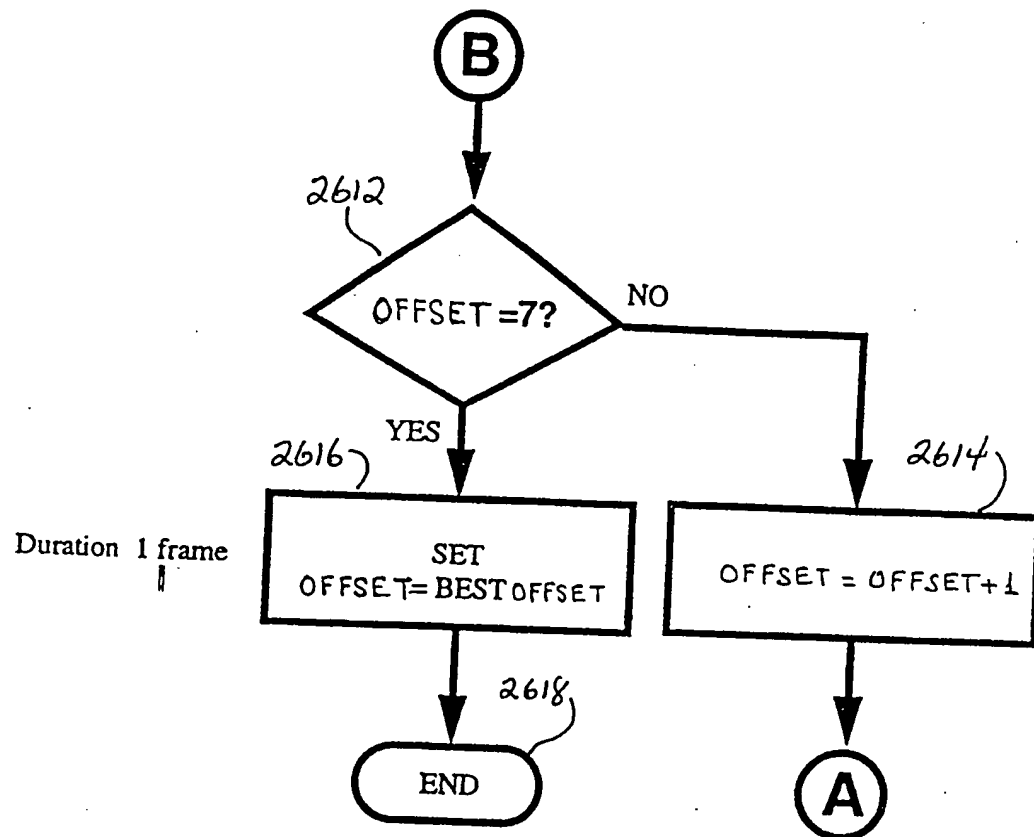 B
2612
OFFSET =7?
NO
YES
2616
2614
Duration 1 frame
SET
OFFSET= BEST OFFSET
OFFSET = OFFSET+1
2618
END
A